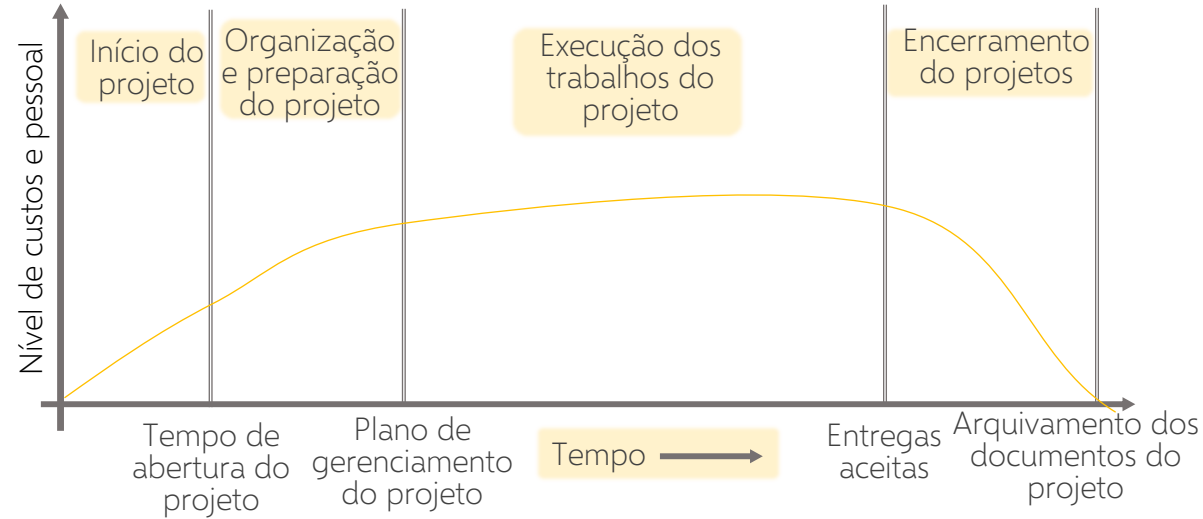 Nível de custos e pessoal
Início do
projeto
Organização
e preparação
do projeto
Execução dos
trabalhos do
projeto
Encerramento
do projetos
Tempo de
abertura do
projeto
Plano de
gerenciamento
do projeto
Tempo
Entregas
aceitas
Arquivamento dos
documentos do
projeto